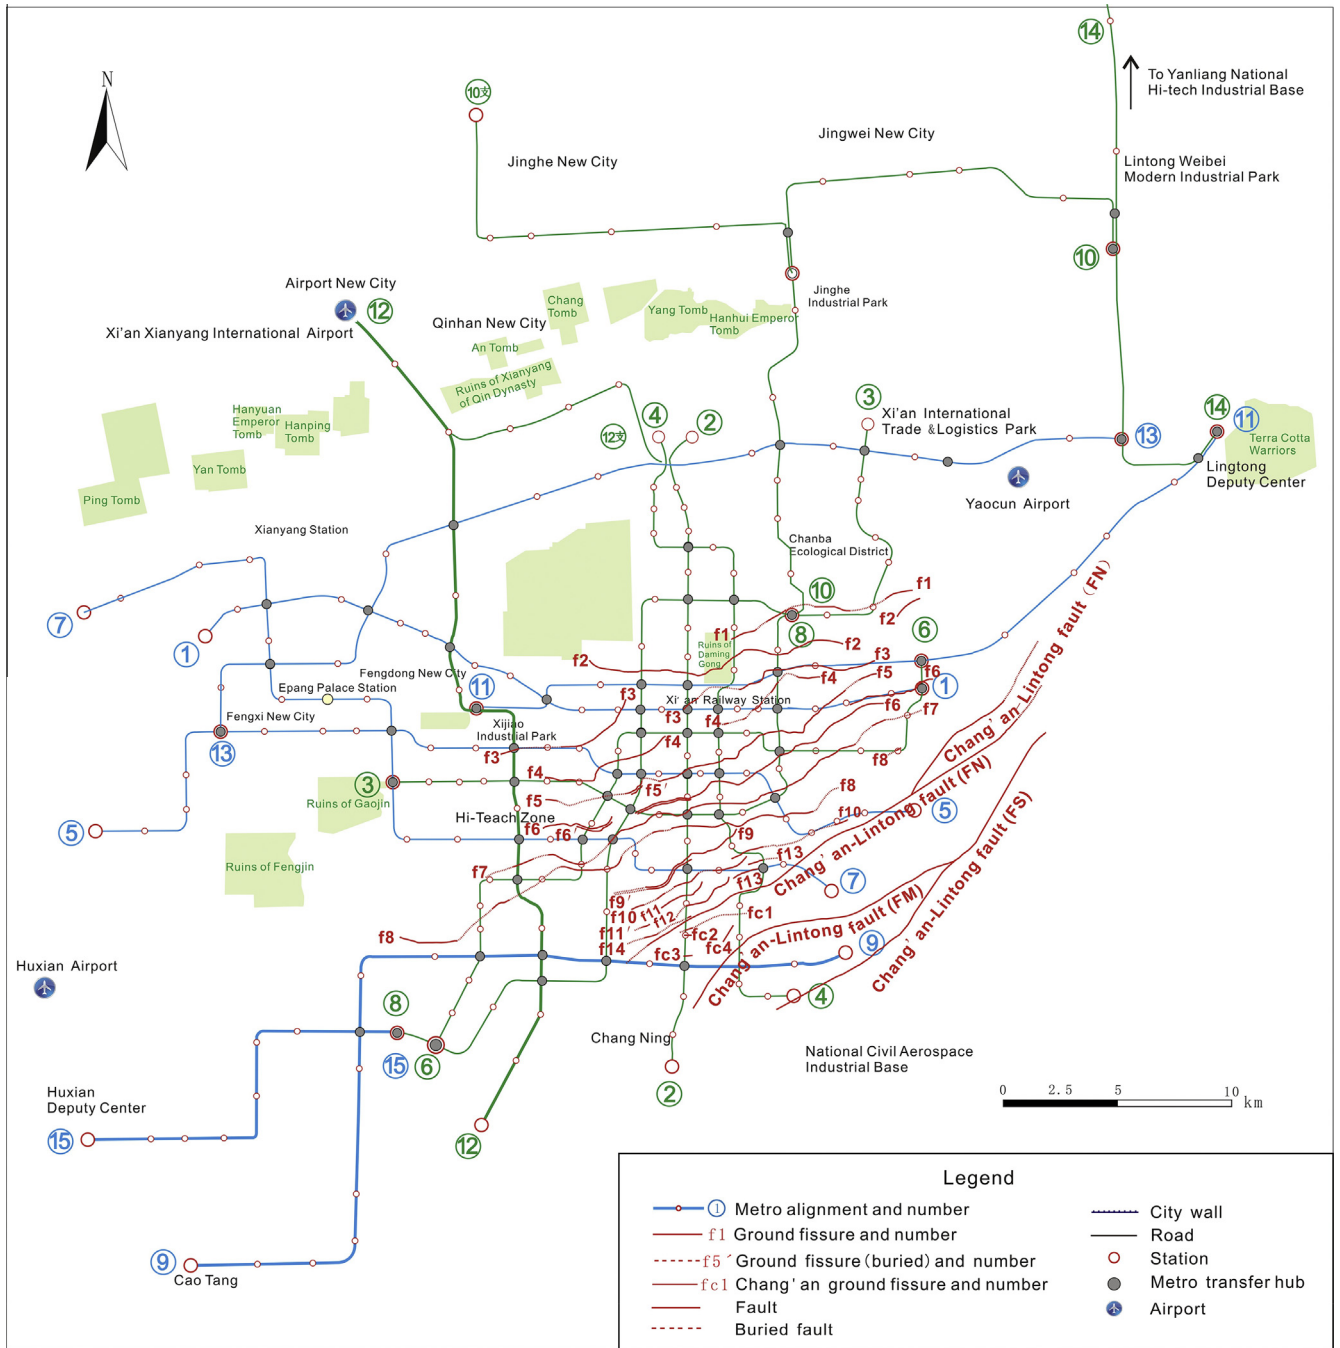 14
To Yanliang National
Hi-tech Industrial Base
N
10支
Jingwei New City
Jinghe New City
Lintong Weibei
Modern Industrial Park
10
Airport New City
12
Jinghe
Industrial Park
Chang
Tomb
Yang Tomb
Hanhui Emperor
Tomb
Xi'an Xianyang International Airport
Qinhan New City
An Tomb
Ruins of Xianyang
of Qin Dynasty
Hanyuan
Emperor
Tomb
Hanping
Tomb
3
4
2
12支
Xi'an International
Trade & Logistics Park
14
11
13
Terra Cotta
Warriors
Yan Tomb
Ping Tomb
Lingtong
Deputy Center
Yaocun Airport
Xianyang Station
Chanba
Ecological District
10
f1
f2
7
1
f1
8
6
f2
Ruins of
Daming
Gong
f2
f3
f4
f5
f6
1
Fengdong New City
Epang Palace Station
11
f3
Xi'an Railway Station
f6
f7
Fengxi New City
Xijiao
Industrial Park
f3
f4
13
f3
f4
f8
Chang'an-Lintong fault (FN)
3
f4
f5'
f8
Ruins of Gaojin
f5
f10
5
5
Hi-Teach Zone
f6
f6'
f9
Chang'an-Lintong fault (FN)
Ruins of Fengjin
f7
f13
f13
7
f9'
f10
f11
f12
fc1
f11'
f14
fc2
fc4
fc3
f8
9
Chang'an-Lintong fault (FM)
Chang'an-Lintong fault (FS)
Huxian Airport
8
4
Chang Ning
15
6
National Civil Aerospace
Industrial Base
2
Huxian
Deputy Center
15
12
0 2.5 5 10 km
9
Cao Tang
Legend
1 Metro alignment and number
f1 Ground fissure and number
f5′ Ground fissure (buried) and number
fc1 Chang'an ground fissure and number
Fault
Buried fault
City wall
Road
Station
Metro transfer hub
Airport